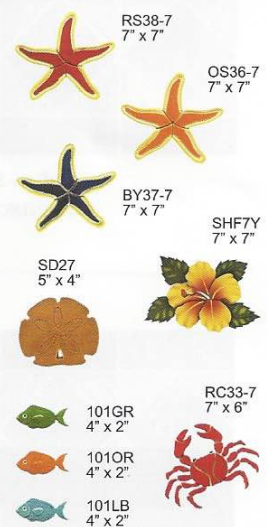 RS38-7
7” x 7”
OS36-7
7” x 7”
BY37-7
7” x 7”
SHF7Y
7” x 7”
SD27
5” x 4”
RC33-7
7” x 6”
101GR
4” x 2”
101OR
4” x 2”
101LB
4” x 2”